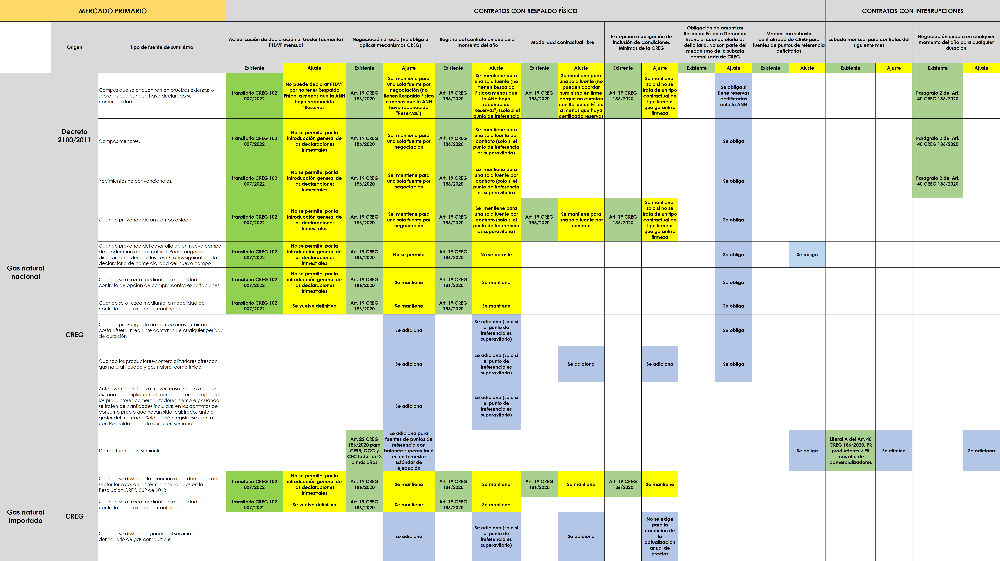 MERCADO PRIMARIO
CONTRATOS CON RESPALDO FÍSICO
CONTRATOS CON INTERRUPCIONES
Origen
Tipo de fuente de suministro
Actualización de declaración al Gestor (aumento)
PTDVF mensual
Negociación directa (no obliga a
aplicar mecanismos CREG)
Registro del contrato en cualquier
momento del año
Modalidad contractual libre
Excepción a obligación de
inclusión de Condiciones
Mínimas de la CREG
Obligación de garantizar
Respaldo Físico a Demanda
Esencial cuando oferta es
deficitaria. No son parte del
mecanismo de la subasta
centralizada de CREG
Mecanismo subasta
centralizada de CREG para
fuentes de puntos de referencia
deficitarios
Subasta mensual para contratos del
siguiente mes
Negociación directa en cualquier
momento del año para cualquier
duración
Existente
Ajuste
Existente
Ajuste
Existente
Ajuste
Existente
Ajuste
Existente
Ajuste
Existente
Ajuste
Existente
Ajuste
Existente
Ajuste
Existente
Ajuste
Gas natural
nacional
Decreto
2100/2011
Campos que se encuentren en pruebas extensas o
sobre los cuales no se haya declarado su
comercialidad
Transitorio CREG 102
007/2022
No puede declarar PTDVF
por no tener Respaldo
Físico, a menos que la ANH
haya reconocido
"Reservas"
Art. 19 CREG
186/2020
Se mentiene para
una sola fuente por
negociación (no
tienen Respaldo Físico
a menos que la ANH
haya reconocido
"Reservas")
Art. 19 CREG
186/2020
Se mentiene para
una sola fuente (no
tienen Respaldo
Físicoa menos que
la ANH haya
reconocido
"Reservas") (solo si el
punto de freferencia
Art. 19 CREG
186/2020
Se mantiene para
una sola fuente (no
pueden acordar
suministro en firme
porque no cuentan
con Respaldo Físico
a menos que haya
certificado reservas
Art. 19 CREG
186/2020
Se mantiene,
solo si no se
trata de un tipo
contractual de
tipo firme o
que garantiza
firmeza
Se obliga si
tiene reservas
certificadas
ante la ANH
Parágrafo 2 del Art.
40 CREG 186/2020
Campos menores.
Transitorio CREG 102
007/2022
No se permite, por la
introducción general de
las declaraciones
trimestrales
Art. 19 CREG
186/2020
Se mentiene para
una sola fuente por
negociación
Art. 19 CREG
186/2020
Se mentiene para
una sola fuente por
contrato (solo si el
punto de freferencia
es superavitario)
Se obliga
Parágrafo 2 del Art.
40 CREG 186/2020
Yacimientos no convencionales.
Transitorio CREG 102
007/2022
No se permite, por la
introducción general de
las declaraciones
trimestrales
Art. 19 CREG
186/2020
Se mentiene para
una sola fuente por
negociación
Art. 19 CREG
186/2020
Se mentiene para
una sola fuente por
contrato (solo si el
punto de freferencia
es superavitario)
Se obliga
Parágrafo 2 del Art.
40 CREG 186/2020
CREG
Cuando provenga de un campo aislado
Transitorio CREG 102
007/2022
No se permite, por la
introducción general de
las declaraciones
trimestrales
Art. 19 CREG
186/2020
Se mentiene para
una sola fuente por
negociación
Art. 19 CREG
186/2020
Se mentiene para
una sola fuente por
contrato (solo si el
punto de freferencia
es superavitario)
Art. 19 CREG
186/2020
Se mantiene para
una sola fuente por
contrato
Art. 19 CREG
186/2020
Se mantiene,
solo si no se
trata de un tipo
contractual de
tipo firme o
que garantiza
firmeza
Se obliga
Cuando provenga del desarrollo de un nuevo campo
de producción de gas natural. Podrá negociarse
directamente durante los tres (3) años siguientes a la
declaratoria de comercialidad del nuevo campo
Transitorio CREG 102
007/2022
No se permite, por la
introducción general de
las declaraciones
trimestrales
Art. 19 CREG
186/2020
No se permite
Art. 19 CREG
186/2020
No se permite
Se obliga
Se obliga
Cuando se ofrezca mediante la modalidad de
contrato de opción de compra contra exportaciones,
Transitorio CREG 102
007/2022
No se permite, por la
introducción general de
las declaraciones
trimestrales
Art. 19 CREG
186/2020
Se mantiene
Art. 19 CREG
186/2020
Se mantiene
Se obliga
Cuando se ofrezca mediante la modalidad de
contrato de suministro de contingencia
Transitorio CREG 102
007/2022
Se vuelve definitivo
Art. 19 CREG
186/2020
Se mantiene
Art. 19 CREG
186/2020
Se mantiene
Se obliga
Cuando provenga de un campo nuevo ubicado en
costa afuera, mediante contratos de cualquier período
de duración
Se adiciona
Se adiciona (solo si
el punto de
freferencia es
superavitario)
Se obliga
Cuando los productores-comercializadores ofrezcan
gas natural licuado y gas natural comprimido
Se adiciona
Se adiciona (solo si
el punto de
freferencia es
superavitario)
Se adiciona
Se adiciona
Se obliga
Ante eventos de fuerza mayor, caso fortuito o causa
extraña que impliquen un menor consumo propio de
los productores-comercializadores, siempre y cuando
se traten de cantidades incluidas en los contratos de
consumo propio que hayan sido registrados ante el
gestor del mercado. Solo podrán registrarse contratos
con Respaldo Físico de duración semanal.
Se adiciona
Se adiciona (solo si
el punto de
freferencia es
superavitario)
Demás fuentes de suministro
Art. 22 CREG
186/2020 para
CF95, OCG y
CFC todas de 3
o más años
Se adiciona para
fuentes de puntos de
referencia con
balance superavitario
en un Trimestre
Estándar de
ejecución
Se obliga
Literal A del Art. 40
CREG 186/2020, PR
productores > PR
más alto de
comercializadores
Se elimina
Se adiciona
Gas natural
importado
CREG
Cuando se destine a la atención de la demanda del
sector térmico, en los términos señalados en la
Resolución CREG 062 de 2013
Transitorio CREG 102
007/2022
No se permite, por la
introducción general de
las declaraciones
trimestrales
Art. 19 CREG
186/2020
Se mantiene
Art. 19 CREG
186/2020
Se mantiene
Art. 19 CREG
186/2020
Se mantiene
Art. 19 CREG
186/2020
Se mantiene
Cuando se ofrezca mediante la modalidad de
contrato de suministro de contingencia
Transitorio CREG 102
007/2022
Se vuelve definitivo
Art. 19 CREG
186/2020
Se mantiene
Art. 19 CREG
186/2020
Se mantiene
Cuando se destine en general al servicio público
domiciliario de gas combustible
Se adiciona
Se adiciona (solo si
el punto de
freferencia es
superavitario)
Se adiciona
No se exige
para la
condición de
la
actualización
anual de
precios